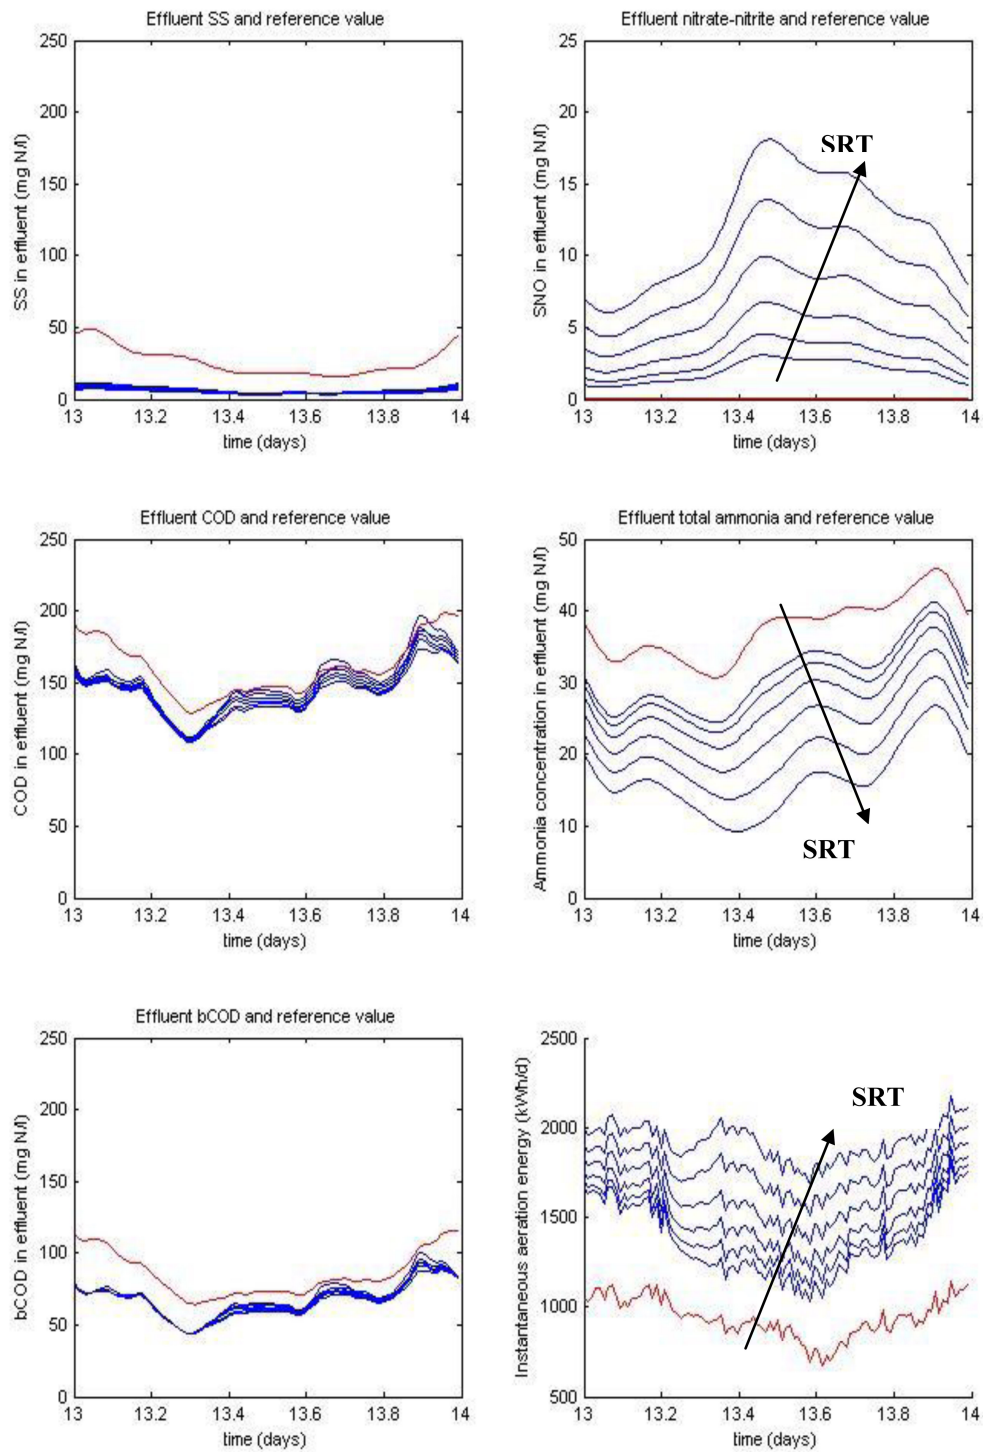 Effluent SS and reference value
250
200
150
100
50
0
SS in effluent (mg N/l)
13 13.2 13.4 13.6 13.8 14
time (days)
Effluent nitrate-nitrite and reference value
25
20
15
10
5
0
SNO in effluent (mg N/l)
SRT
13 13.2 13.4 13.6 13.8 14
time (days)
Effluent COD and reference value
250
200
150
100
50
0
COD in effluent (mg N/l)
13 13.2 13.4 13.6 13.8 14
time (days)
Effluent total ammonia and reference value
50
40
30
20
10
0
Ammonia concentration in effluent (mg N/l)
SRT
13 13.2 13.4 13.6 13.8 14
time (days)
Effluent bCOD and reference value
250
200
150
100
50
0
bCOD in effluent (mg N/l)
13 13.2 13.4 13.6 13.8 14
time (days)
2500
2000
1500
1000
500
Instantaneous aeration energy (kWh/d)
SRT
13 13.2 13.4 13.6 13.8 14
time (days)